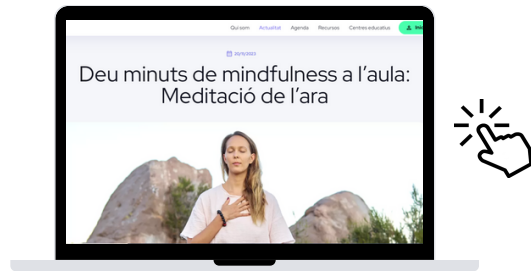 Qui som Actualitat Agenda Recursos Centres educatius
Deu minuts de mindfulness a l'aula:
Meditació de l'ara